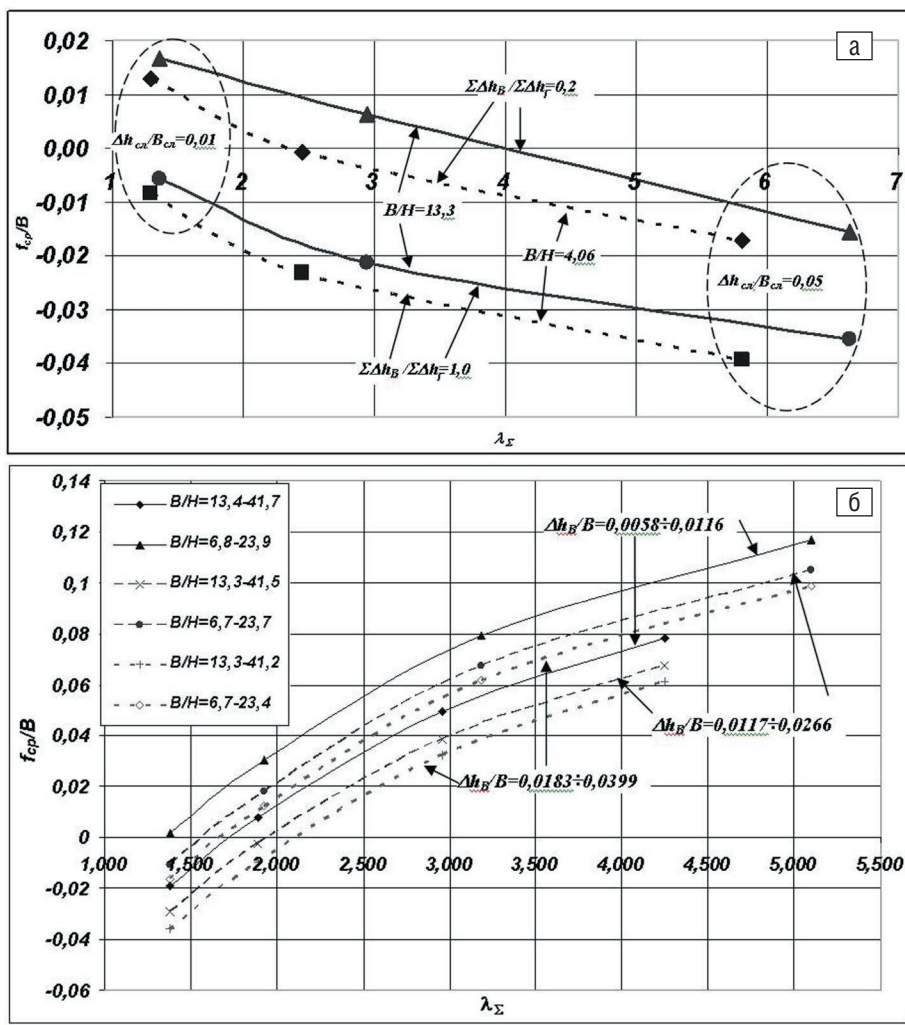 а
0,02
0,01
0,00
-0,01
-0,02
-0,03
-0,04
-0,05
f_ср/B
1 2 3 4 5 6 7
λ_Σ
ΣΔh_В/ΣΔh_Г=0,2
Δh_сл/B_сл=0,01
B/H=13,3
B/H=4,06
Δh_сл/B_сл=0,05
ΣΔh_В/ΣΔh_Г=1,0
б
0,14
0,12
0,1
0,08
0,06
0,04
0,02
0
-0,02
-0,04
-0,06
f_ср/B
B/H=13,4-41,7
B/H=6,8-23,9
B/H=13,3-41,5
B/H=6,7-23,7
B/H=13,3-41,2
B/H=6,7-23,4
Δh_В/B=0,0058÷0,0116
Δh_В/B=0,0117÷0,0266
Δh_В/B=0,0183÷0,0399
1,000 1,500 2,000 2,500 3,000 3,500 4,000 4,500 5,000 5,500
λ_Σ